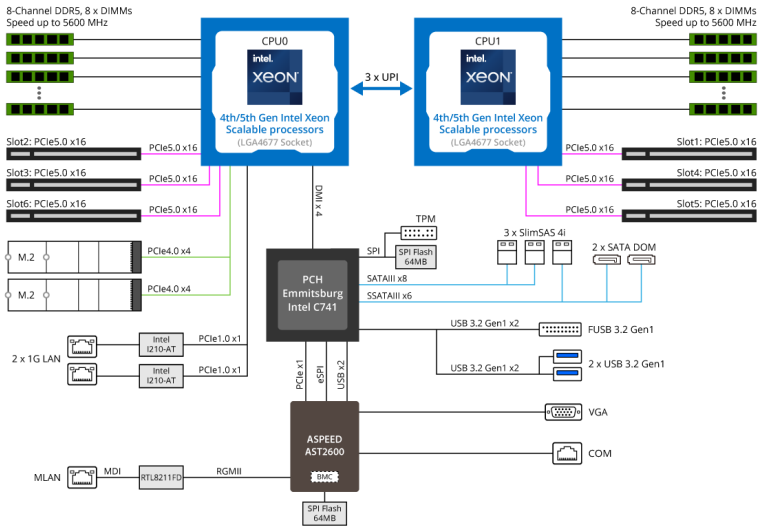 8-Channel DDR5, 8 x DIMMs
Speed up to 5600 MHz
8-Channel DDR5, 8 x DIMMs
Speed up to 5600 MHz
CPU0
intel.
XEON®
4th/5th Gen Intel Xeon
Scalable processors
(LGA4677 Socket)
3 x UPI
CPU1
intel.
XEON®
4th/5th Gen Intel Xeon
Scalable processors
(LGA4677 Socket)
Slot2: PCIe5.0 x16
PCIe5.0 x16
Slot3: PCIe5.0 x16
PCIe5.0 x16
Slot6: PCIe5.0 x16
PCIe5.0 x16
PCIe5.0 x16
Slot1: PCIe5.0 x16
PCIe5.0 x16
Slot4: PCIe5.0 x16
PCIe5.0 x16
Slot5: PCIe5.0 x16
DMI x 4
M.2
PCIe4.0 x4
M.2
PCIe4.0 x4
TPM
SPI
SPI Flash
64MB
3 x SlimSAS 4i
2 x SATA DOM
PCH
Emmitsburg
Intel C741
SATAIII x8
SSATAIII x6
2 x 1G LAN
Intel
I210-AT
PCIe1.0 x1
Intel
I210-AT
PCIe1.0 x1
USB 3.2 Gen1 x2
FUSB 3.2 Gen1
USB 3.2 Gen1 x2
2 x USB 3.2 Gen1
PCIe x1
eSPI
USB x2
ASPEED
AST2600
BMC
VGA
COM
MLAN
MDI
RTL8211FD
RGMII
SPI Flash
64MB